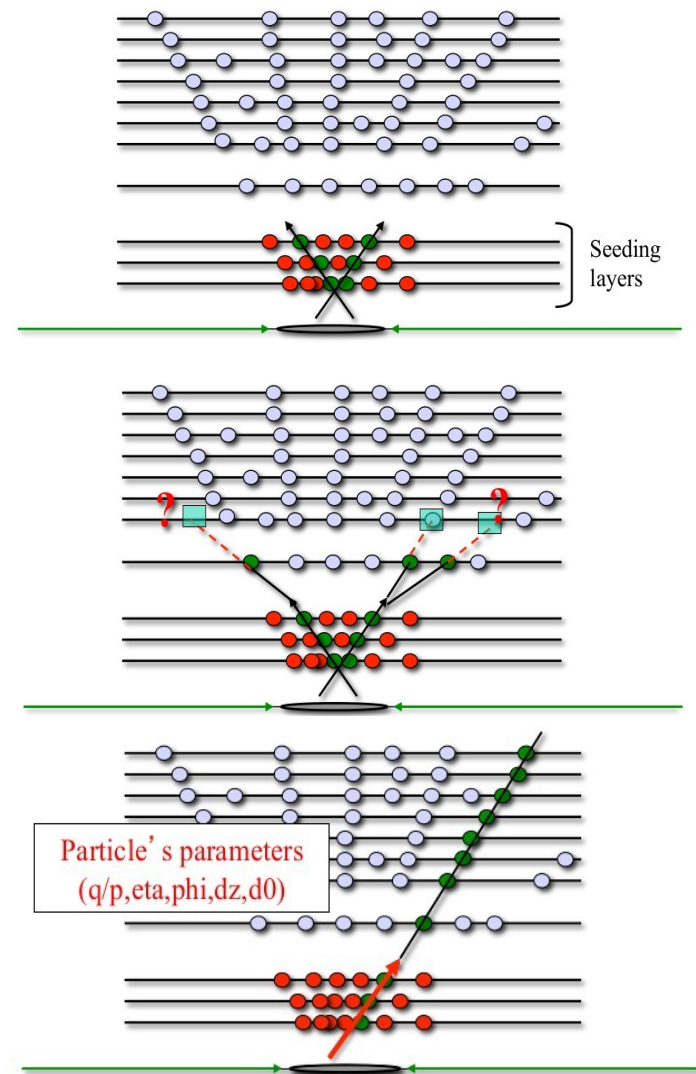 Seeding
layers
?
?
Particle’s parameters
(q/p,eta,phi,dz,d0)